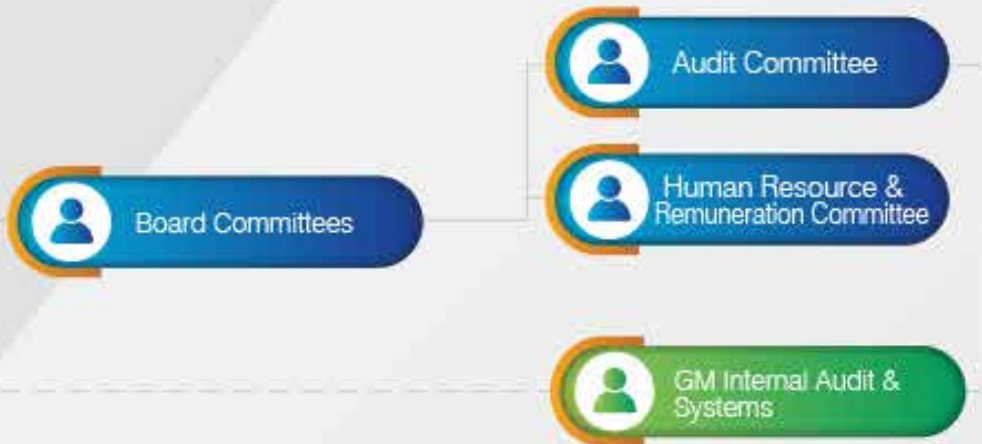 Audit Committee
Board Committees
Human Resource &
Remuneration Committee
GM Internal Audit &
Systems